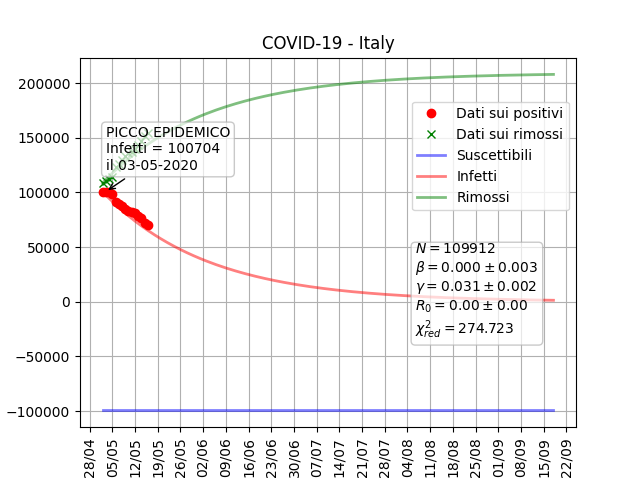 COVID-19 - Italy
200000
150000
100000
50000
0
−50000
−100000
PICCO EPIDEMICO
Infetti = 100704
il 03-05-2020
Dati sui positivi
Dati sui rimossi
Suscettibili
Infetti
Rimossi
N = 109912
β = 0.000 ± 0.003
γ = 0.031 ± 0.002
R₀ = 0.00 ± 0.00
χ²red = 274.723
28/04
05/05
12/05
19/05
26/05
02/06
09/06
16/06
23/06
30/06
07/07
14/07
21/07
28/07
04/08
11/08
18/08
25/08
01/09
08/09
15/09
22/09